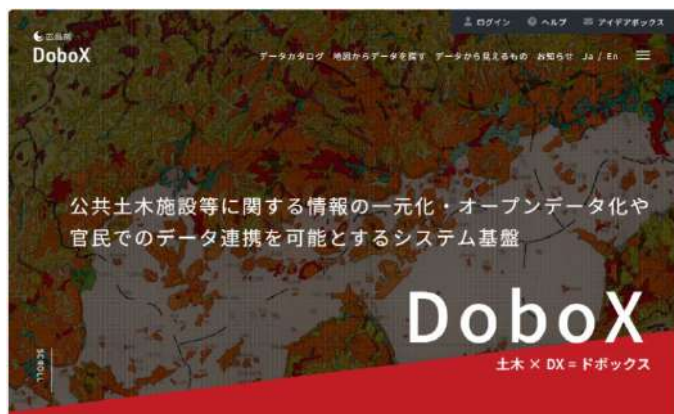 ログイン ヘルプ アイデアボックス
広島県
DoboX
データカタログ 地図からデータを探す データから見えるもの お知らせ Ja / En
公共土木施設等に関する情報の一元化・オープンデータ化や
官民でのデータ連携を可能とするシステム基盤
DoboX
土木 × DX = ドボックス
SCROLL